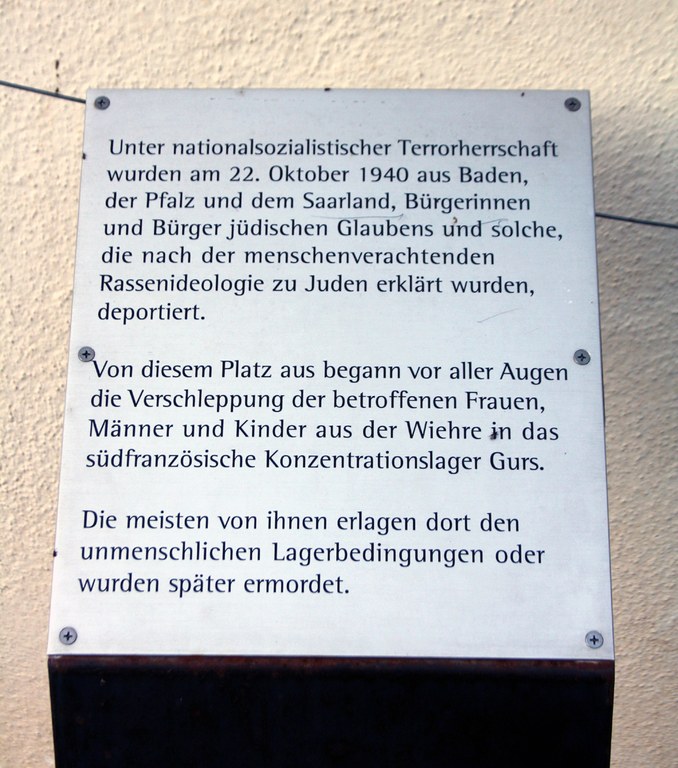 Unter nationalsozialistischer Terrorherrschaft
wurden am 22. Oktober 1940 aus Baden,
der Pfalz und dem Saarland, Bürgerinnen
und Bürger jüdischen Glaubens und solche,
die nach der menschenverachtenden
Rassenideologie zu Juden erklärt wurden,
deportiert.
Von diesem Platz aus begann vor aller Augen
die Verschleppung der betroffenen Frauen,
Männer und Kinder aus der Wiehre in das
südfranzösische Konzentrationslager Gurs.
Die meisten von ihnen erlagen dort den
unmenschlichen Lagerbedingungen oder
wurden später ermordet.